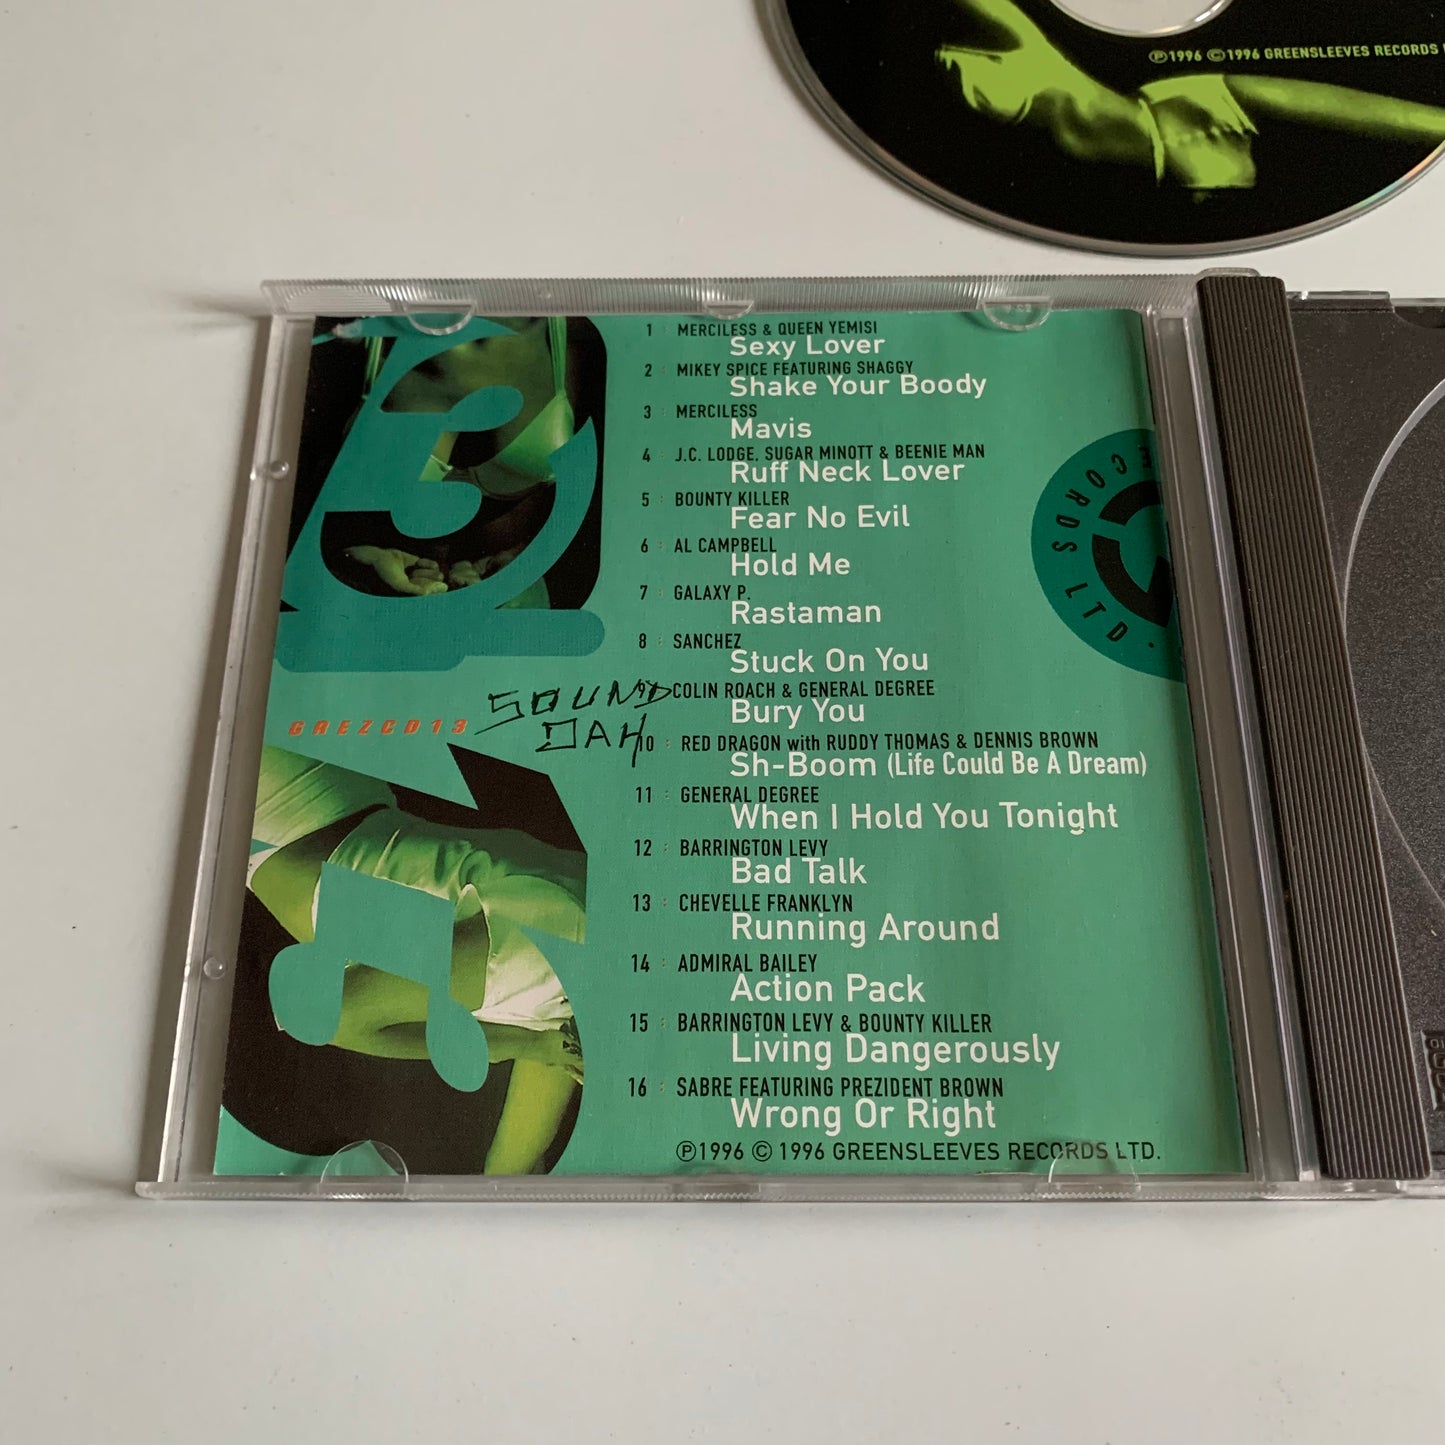 ℗1996 ©1996 GREENSLEEVES RECORDS
1 : MERCILESS & QUEEN YEMISI
Sexy Lover
2 : MIKEY SPICE FEATURING SHAGGY
Shake Your Boody
3 : MERCILESS
Mavis
4 : J.C. LODGE, SUGAR MINOTT & BEENIE MAN
Ruff Neck Lover
5 : BOUNTY KILLER
Fear No Evil
6 : AL CAMPBELL
Hold Me
7 : GALAXY P.
Rastaman
8 : SANCHEZ
Stuck On You
9 : COLIN ROACH & GENERAL DEGREE
Bury You
10 : RED DRAGON with RUDDY THOMAS & DENNIS BROWN
Sh-Boom (Life Could Be A Dream)
11 : GENERAL DEGREE
When I Hold You Tonight
12 : BARRINGTON LEVY
Bad Talk
13 : CHEVELLE FRANKLYN
Running Around
14 : ADMIRAL BAILEY
Action Pack
15 : BARRINGTON LEVY & BOUNTY KILLER
Living Dangerously
16 : SABRE FEATURING PREZIDENT BROWN
Wrong Or Right
℗1996 © 1996 GREENSLEEVES RECORDS LTD.
3
GREZCD13
SOUND
JAH
ECORDS LTD.